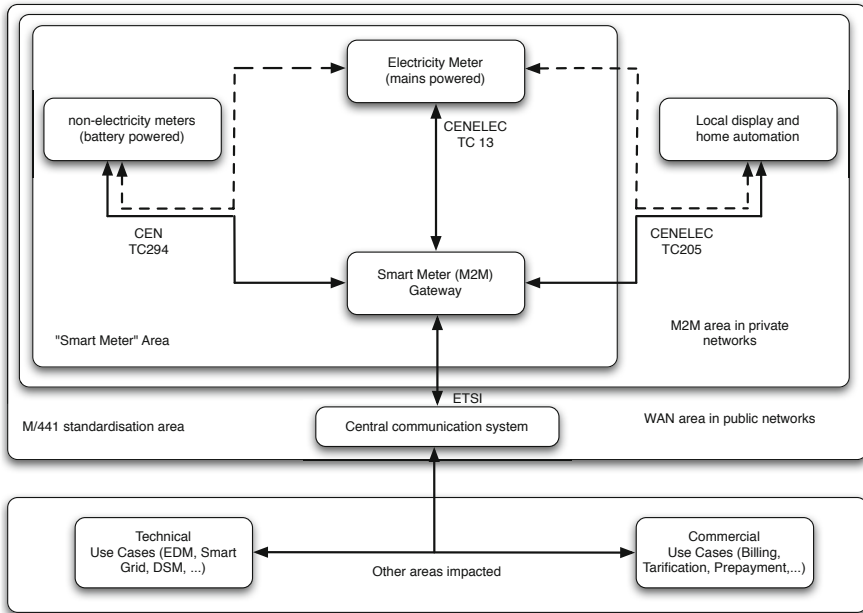 Electricity Meter
(mains powered)
non-electricity meters
(battery powered)
Local display and
home automation
CENELEC
TC 13
CEN
TC294
CENELEC
TC205
Smart Meter (M2M)
Gateway
"Smart Meter" Area
M2M area in private
networks
ETSI
M/441 standardisation area
Central communication system
WAN area in public networks
Technical
Use Cases (EDM, Smart
Grid, DSM, ...)
Other areas impacted
Commercial
Use Cases (Billing,
Tarification, Prepayment,...)